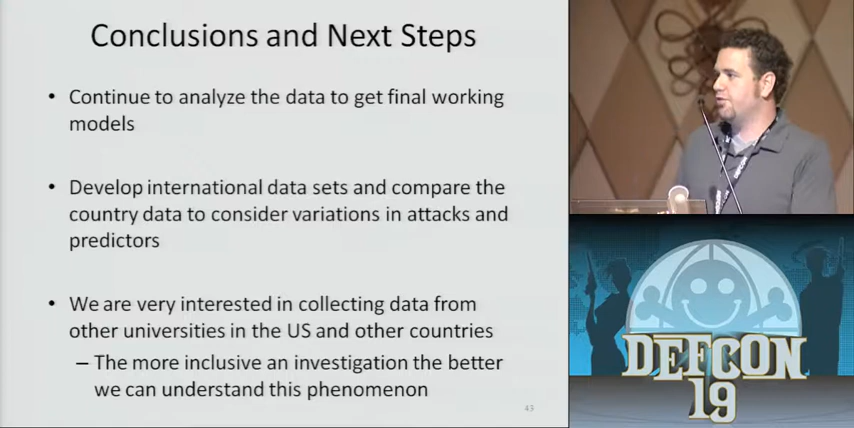 Conclusions and Next Steps
• Continue to analyze the data to get final working
models
• Develop international data sets and compare the
country data to consider variations in attacks and
predictors
• We are very interested in collecting data from
other universities in the US and other countries
– The more inclusive an investigation the better
we can understand this phenomenon
43
DEFCON
19